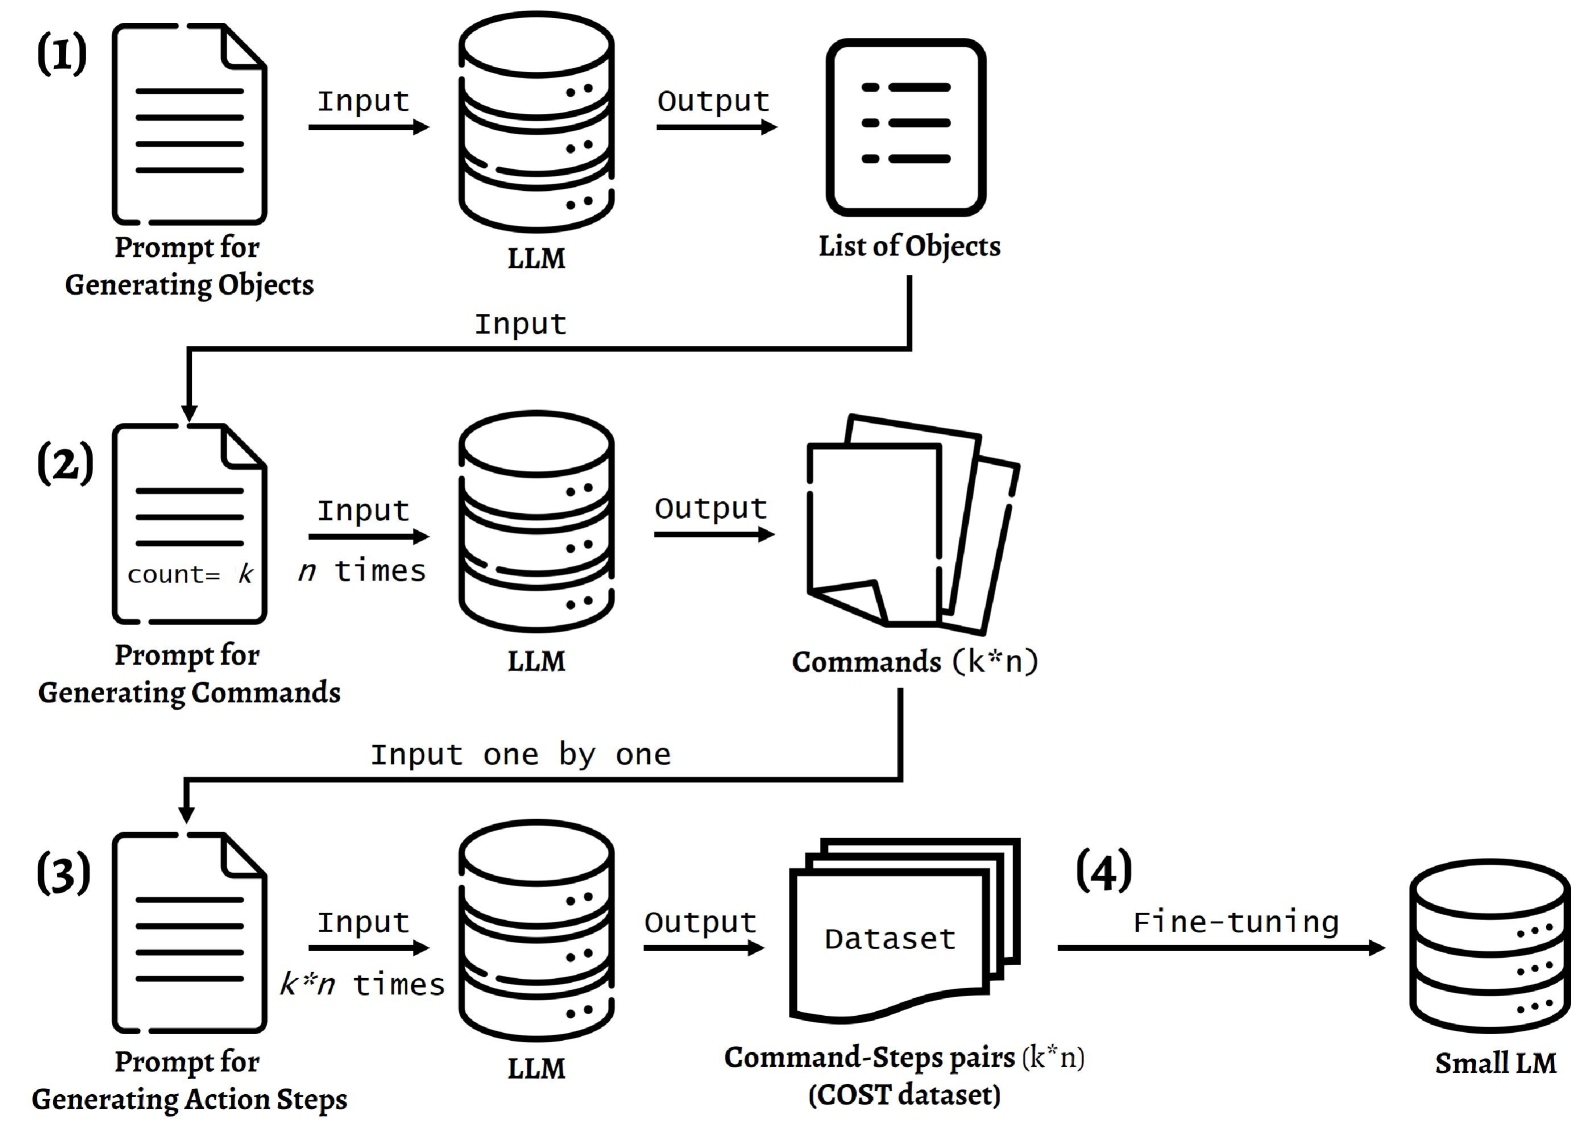 (1)
Input
Output
Prompt for
Generating Objects
LLM
List of Objects
Input
(2)
count= k
Input
n times
Output
Prompt for
Generating Commands
LLM
Commands (k*n)
Input one by one
(3)
Input
k*n times
Output
Dataset
(4)
Fine-tuning
Prompt for
Generating Action Steps
LLM
Command-Steps pairs (k*n)
(COST dataset)
Small LM